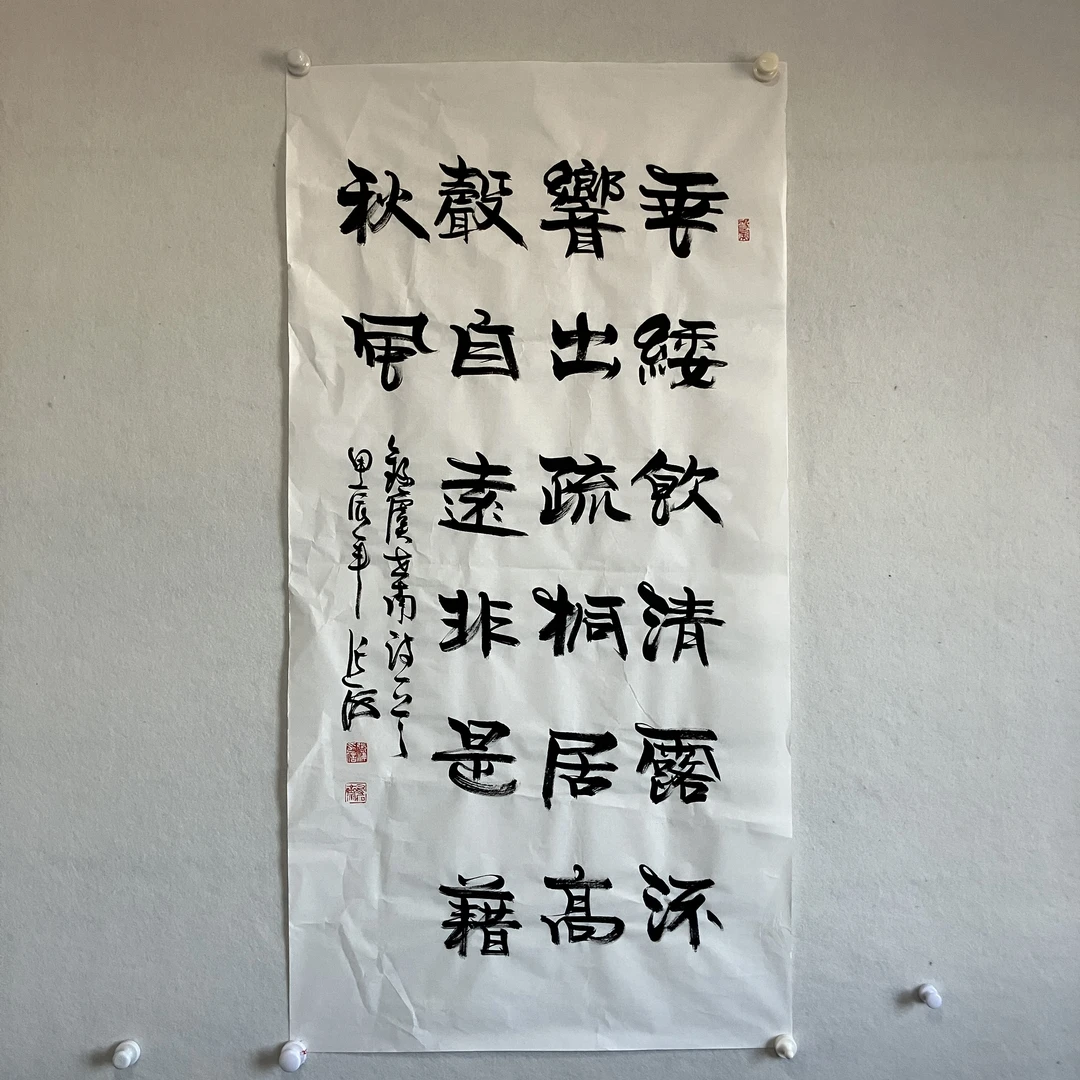 垂緌飲清露流
響出疏桐居高
聲自遠非是藉
秋風
錄虞世南詩一首
甲辰年